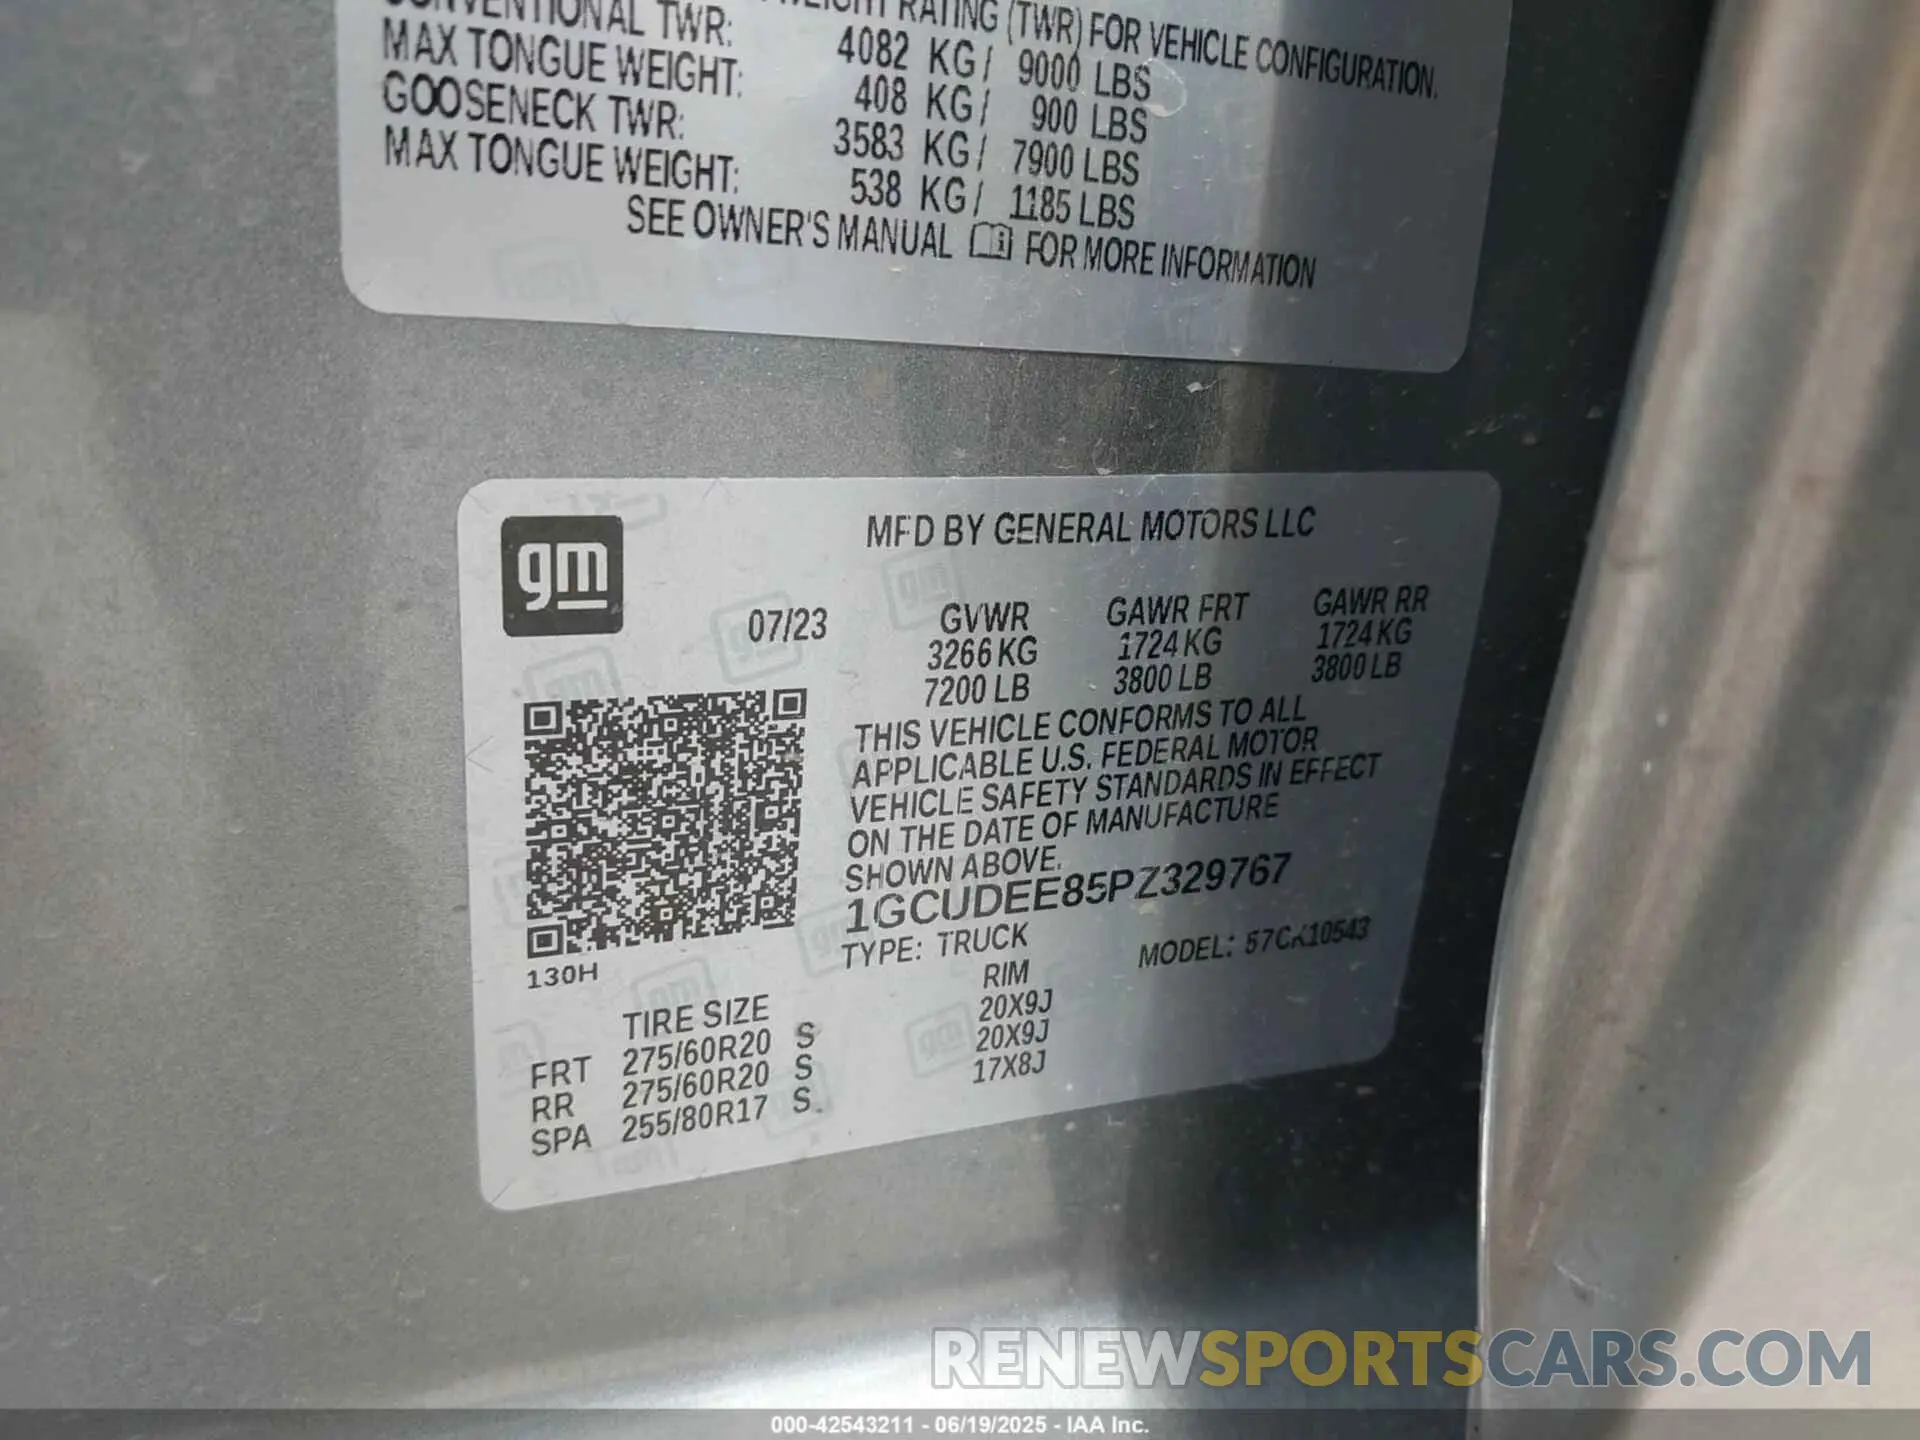 WEIGHT RATING (TWR) FOR VEHICLE CONFIGURATION.
CONVENTIONAL TWR: 4082 KG / 9000 LBS
MAX TONGUE WEIGHT: 408 KG / 900 LBS
GOOSENECK TWR: 3583 KG / 7900 LBS
MAX TONGUE WEIGHT: 538 KG / 1185 LBS
SEE OWNER'S MANUAL FOR MORE INFORMATION
gm
MFD BY GENERAL MOTORS LLC
07/23 GVWR GAWR FRT GAWR RR
3266 KG 1724 KG 1724 KG
7200 LB 3800 LB 3800 LB
THIS VEHICLE CONFORMS TO ALL
APPLICABLE U.S. FEDERAL MOTOR
VEHICLE SAFETY STANDARDS IN EFFECT
ON THE DATE OF MANUFACTURE
SHOWN ABOVE.
1GCUDEE85PZ329767
TYPE: TRUCK MODEL: 57CK10543
130H
TIRE SIZE RIM
FRT 275/60R20 S 20X9J
RR 275/60R20 S 20X9J
SPA 255/80R17 S 17X8J
RENEWSPORTSCARS.COM
000-42543211 - 06/19/2025 - IAA Inc.